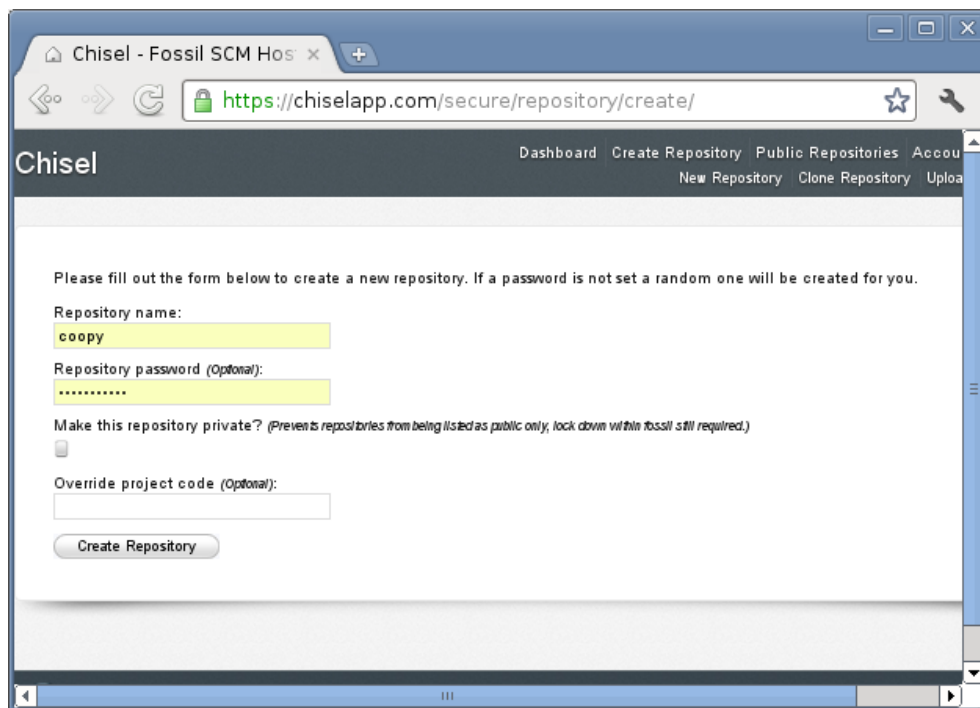 Chisel - Fossil SCM Hos
https://chiselapp.com/secure/repository/create/
Chisel
Dashboard Create Repository Public Repositories Accou
New Repository Clone Repository Uploa
Please fill out the form below to create a new repository. If a password is not set a random one will be created for you.
Repository name:
coopy
Repository password (Optional):
•••••••••••
Make this repository private? (Prevents repositories from being listed as public only, lock down within fossil still required.)
Override project code (Optional):
Create Repository